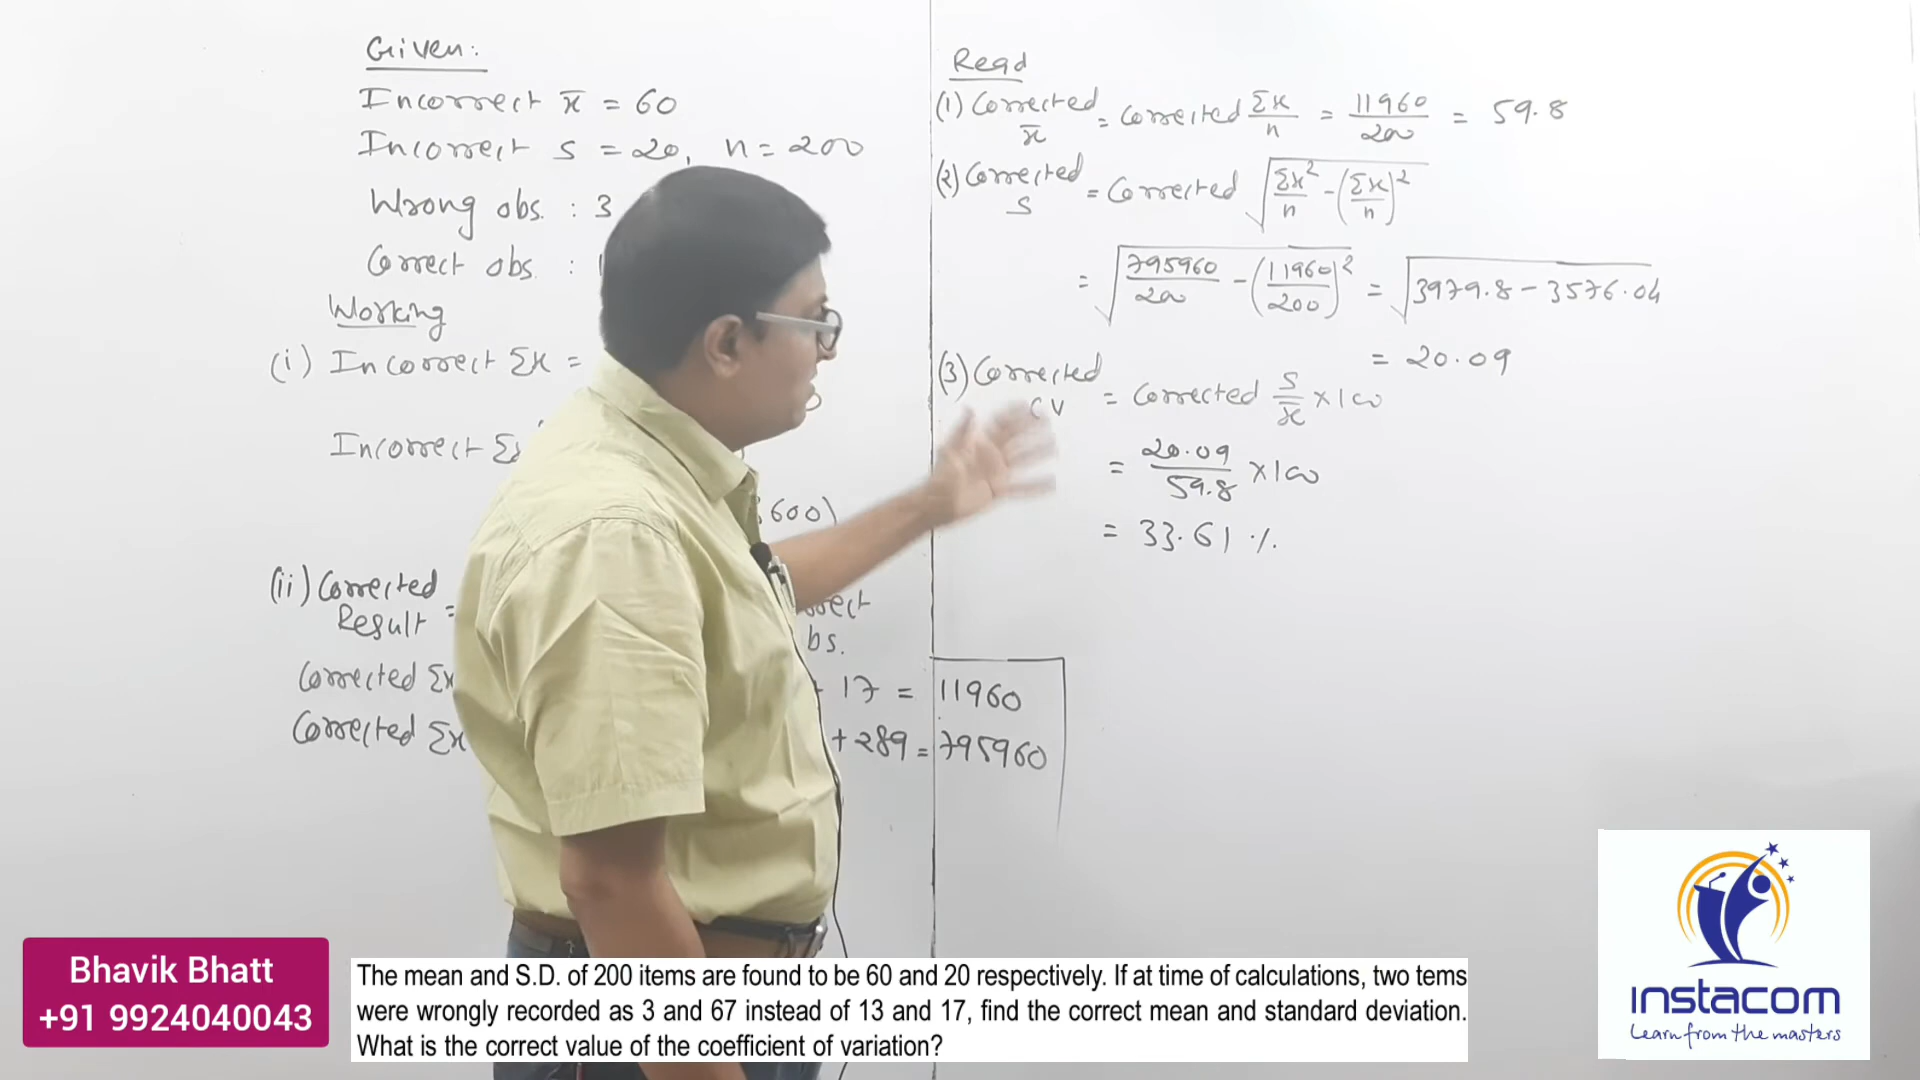 Given:
Incorrect x̄ = 60
Incorrect s = 20, n = 200
Wrong obs. : 3
Correct obs. :
Working
(i) Incorrect Σx =
Incorrect Σ
600)
(ii) Corrected
Result =
bs.
Corrected Σx
17 = 11960
Corrected Σx
+ 289 = 795960
Read
(1) Corrected x̄ = Corrected Σx/n = 11960/200 = 59.8
(2) Corrected s = Corrected √(Σx²/n - (Σx/n)²)
= √(795960/200 - (11960/200)²) = √(3979.8 - 3576.04
= 20.09
(3) Corrected CV = Corrected s/x̄ × 100
= 20.09/59.8 × 100
= 33.61 %
Bhavik Bhatt
+91 9924040043
The mean and S.D. of 200 items are found to be 60 and 20 respectively. If at time of calculations, two tems
were wrongly recorded as 3 and 67 instead of 13 and 17, find the correct mean and standard deviation.
What is the correct value of the coefficient of variation?
ınstacom
Learn from the masters